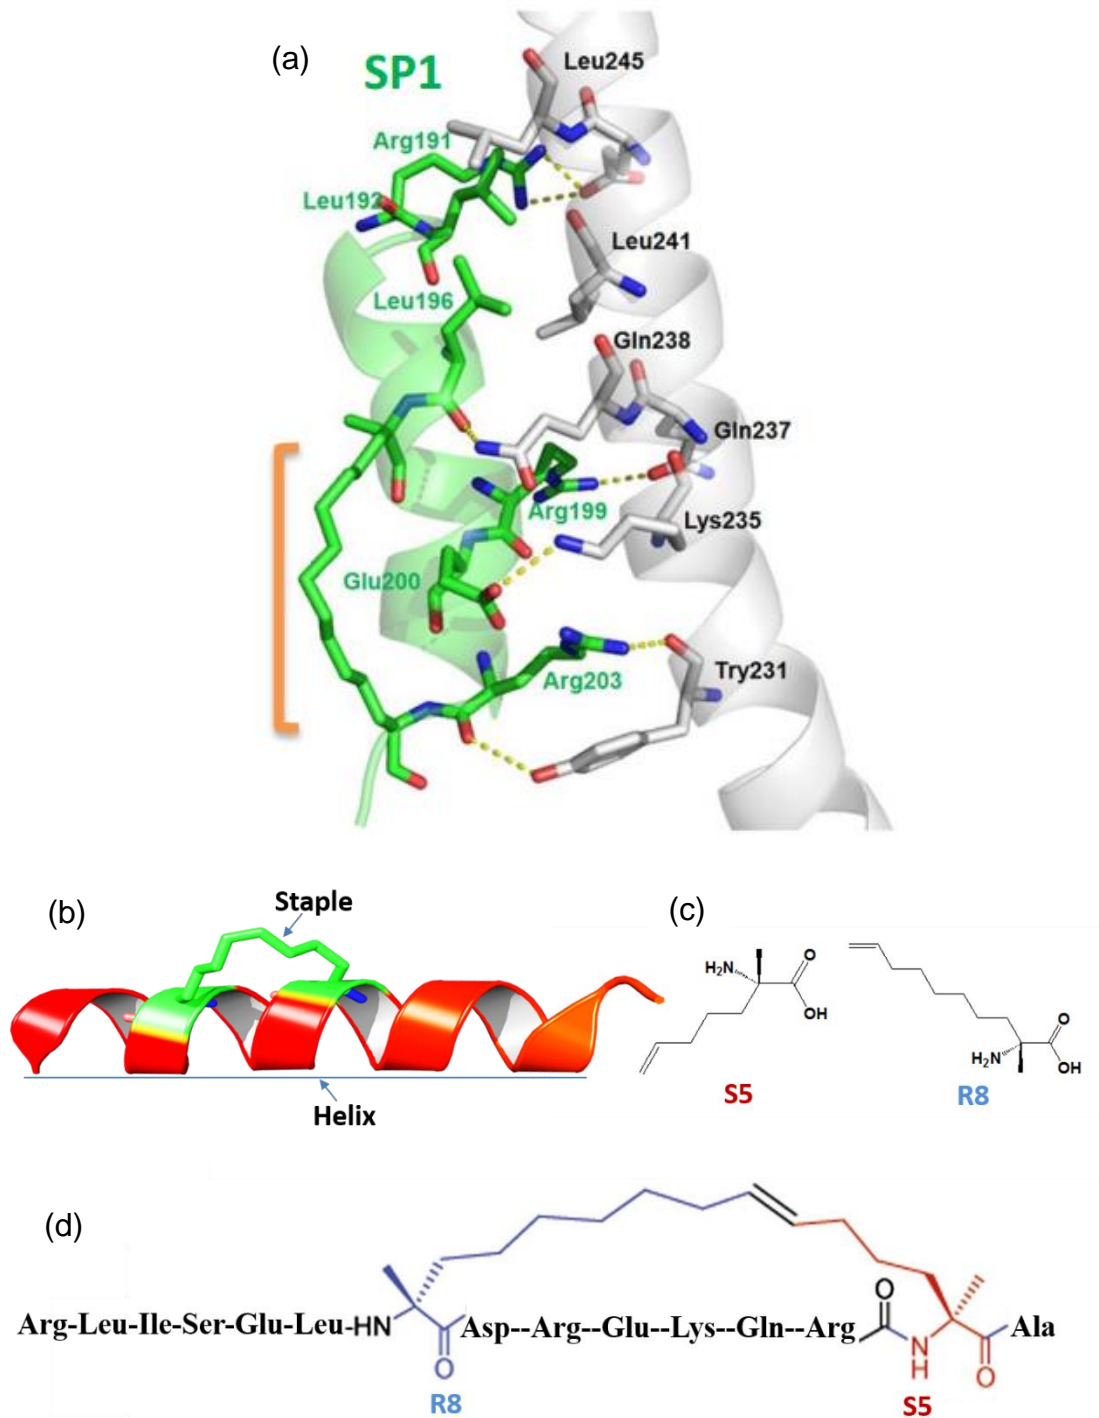 (a)
SP1
Leu245
Arg191
Leu192
Leu241
Leu196
Gln238
Gln237
Arg199
Lys235
Glu200
Arg203
Try231
(b)
Staple
Helix
(c)
H₂N
O
OH
S5
H₂N
O
OH
R8
(d)
Arg-Leu-Ile-Ser-Glu-Leu-HN
O
Asp--Arg--Glu--Lys--Gln--Arg
O
N
H
O
Ala
R8
S5